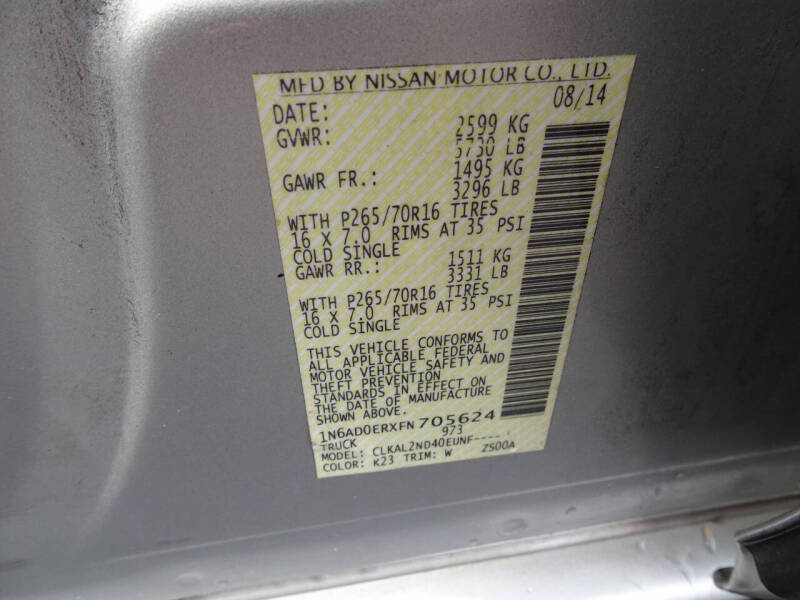 MFD BY NISSAN MOTOR CO., LTD.
DATE: 08/14
GVWR: 2599 KG
5730 LB
GAWR FR.: 1495 KG
3296 LB
WITH P265/70R16 TIRES
16 X 7.0 RIMS AT 35 PSI
COLD SINGLE
GAWR RR.: 1511 KG
3331 LB
WITH P265/70R16 TIRES
16 X 7.0 RIMS AT 35 PSI
COLD SINGLE
THIS VEHICLE CONFORMS TO
ALL APPLICABLE FEDERAL
MOTOR VEHICLE SAFETY AND
THEFT PREVENTION
STANDARDS IN EFFECT ON
THE DATE OF MANUFACTURE
SHOWN ABOVE.
1N6AD0ERXFN705624
TRUCK 973
MODEL: CLKAL2ND40EUNF----
COLOR: K23 TRIM: W ZS00A